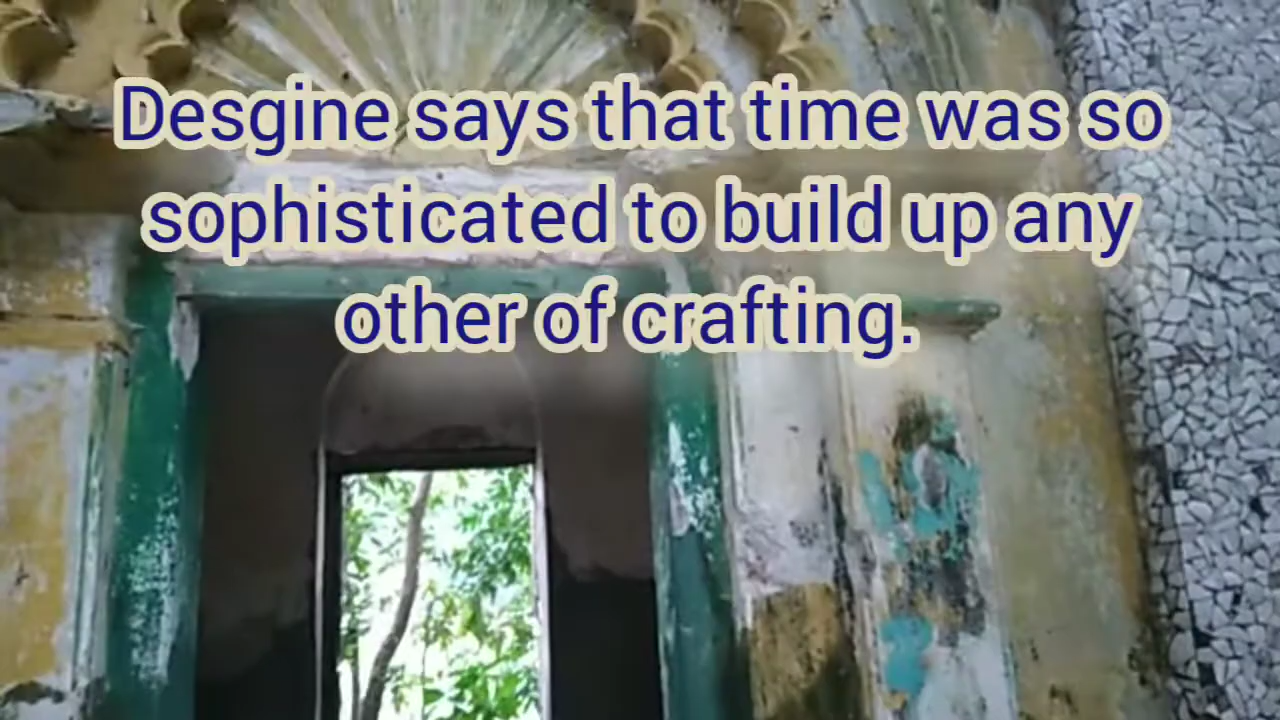 Desgine says that time was so
sophisticated to build up any
other of crafting.